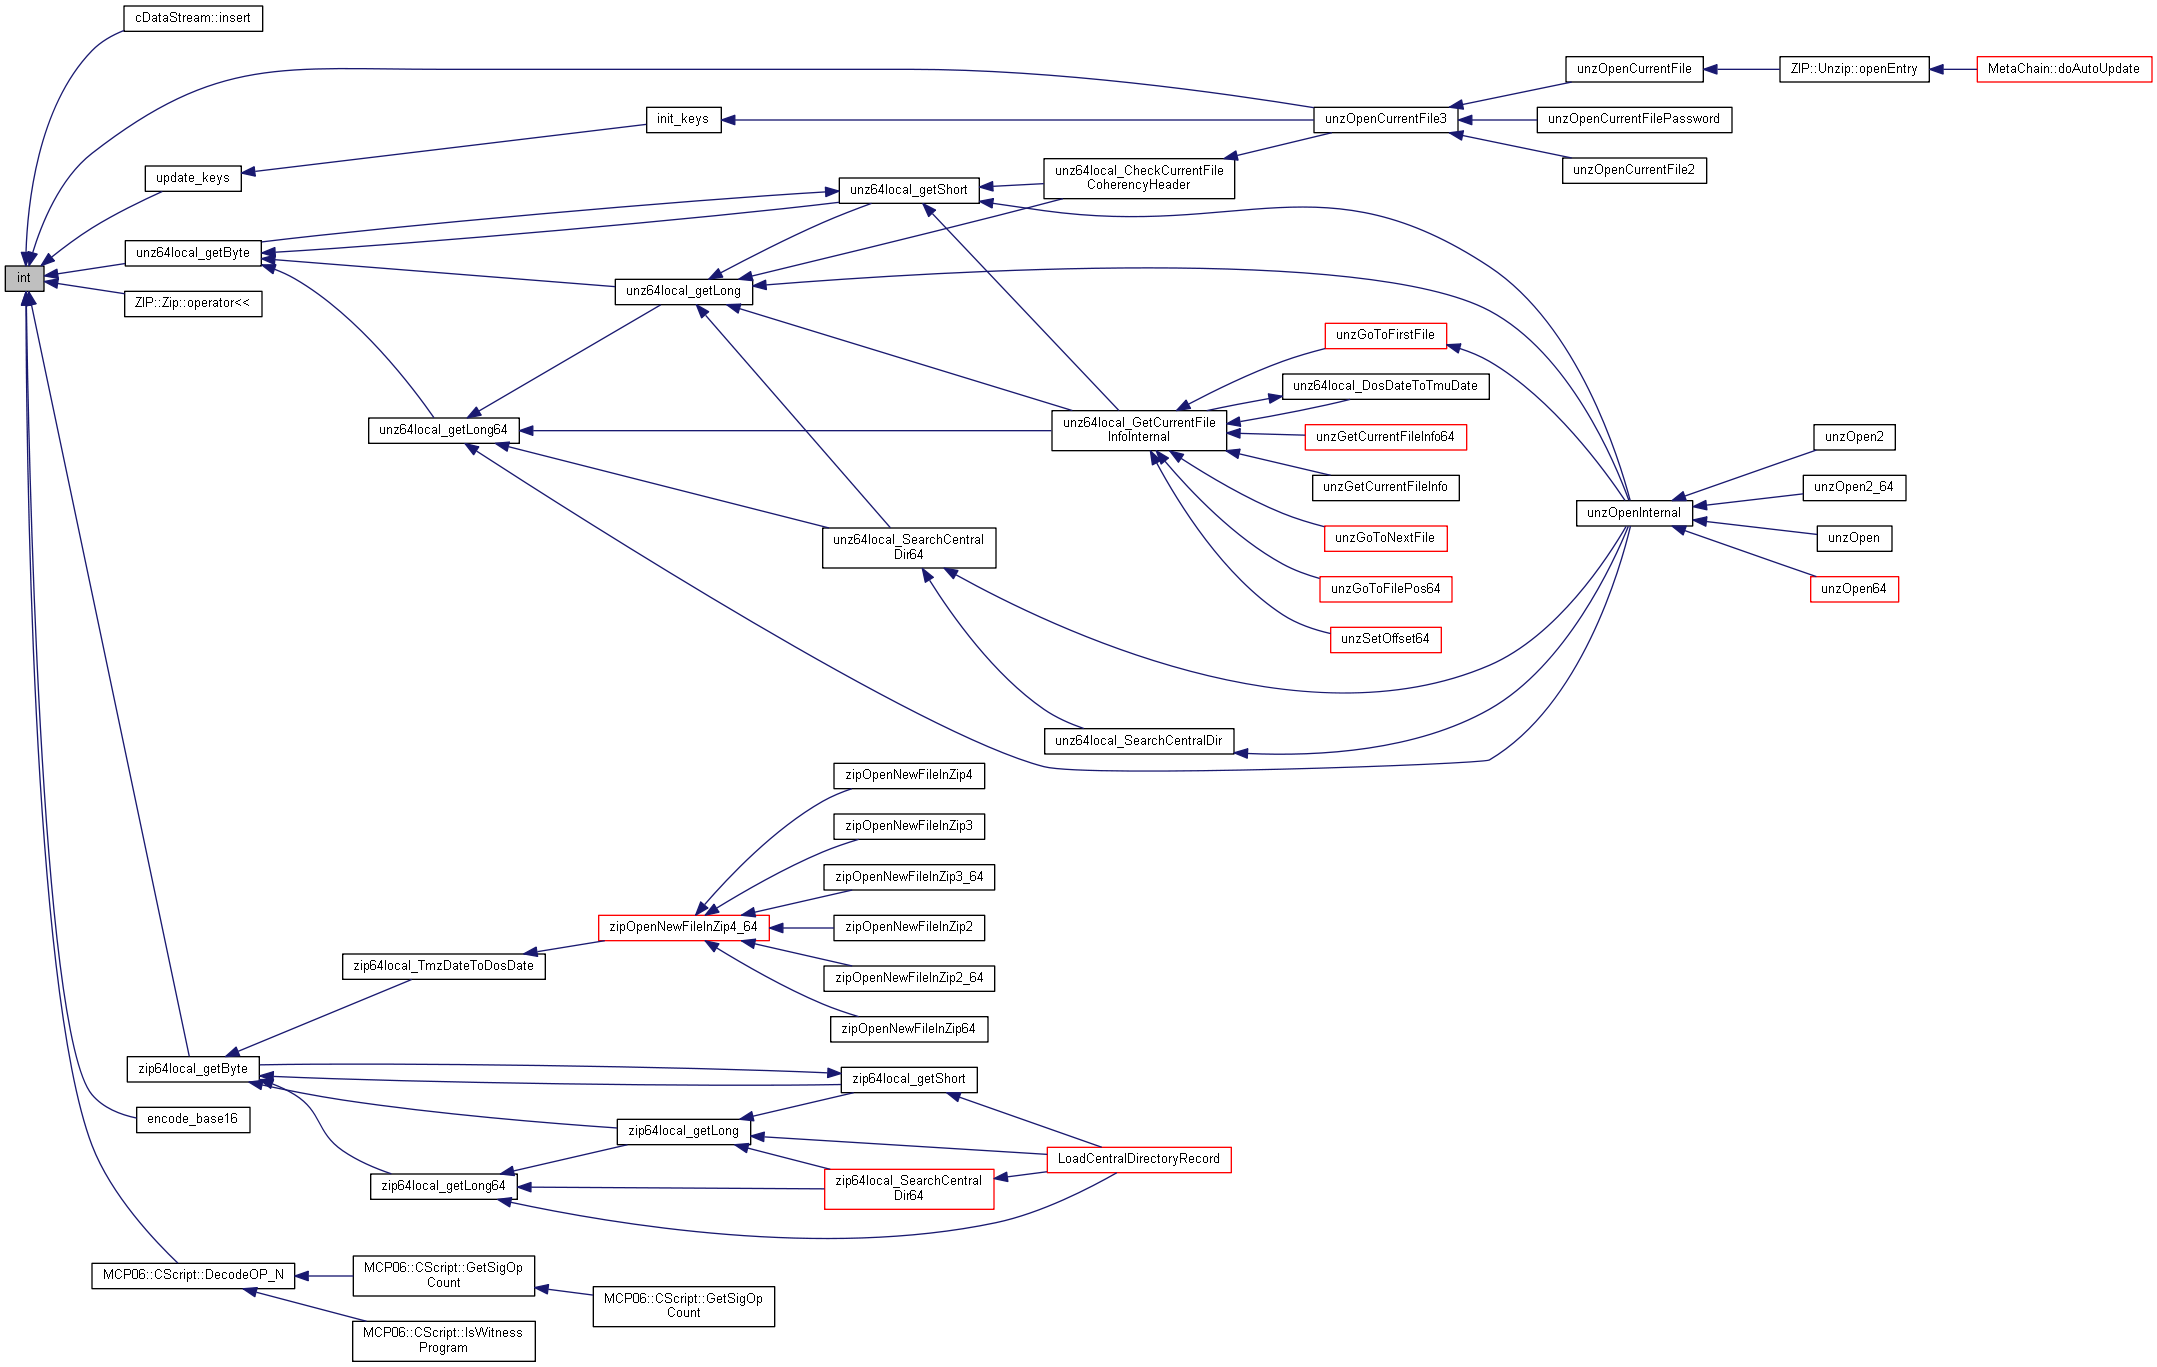 cDataStream::insert
unzOpenCurrentFile
ZIP::Unzip::openEntry
MetaChain::doAutoUpdate
init_keys
unzOpenCurrentFile3
unzOpenCurrentFilePassword
update_keys
unz64local_getShort
unz64local_CheckCurrentFile
CoherencyHeader
unzOpenCurrentFile2
unz64local_getByte
int
ZIP::Zip::operator<<
unz64local_getLong
unzGoToFirstFile
unz64local_DosDateToTmuDate
unz64local_getLong64
unz64local_GetCurrentFile
InfoInternal
unzGetCurrentFileInfo64
unzOpen2
unzGetCurrentFileInfo
unzOpen2_64
unzOpenInternal
unz64local_SearchCentral
Dir64
unzGoToNextFile
unzOpen
unzGoToFilePos64
unzOpen64
unzSetOffset64
unz64local_SearchCentralDir
zipOpenNewFileInZip4
zipOpenNewFileInZip3
zipOpenNewFileInZip3_64
zipOpenNewFileInZip4_64
zipOpenNewFileInZip2
zip64local_TmzDateToDosDate
zipOpenNewFileInZip2_64
zipOpenNewFileInZip64
zip64local_getByte
zip64local_getShort
encode_base16
zip64local_getLong
LoadCentralDirectoryRecord
zip64local_getLong64
zip64local_SearchCentral
Dir64
MCP06::CScript::DecodeOP_N
MCP06::CScript::GetSigOp
Count
MCP06::CScript::GetSigOp
Count
MCP06::CScript::IsWitness
Program